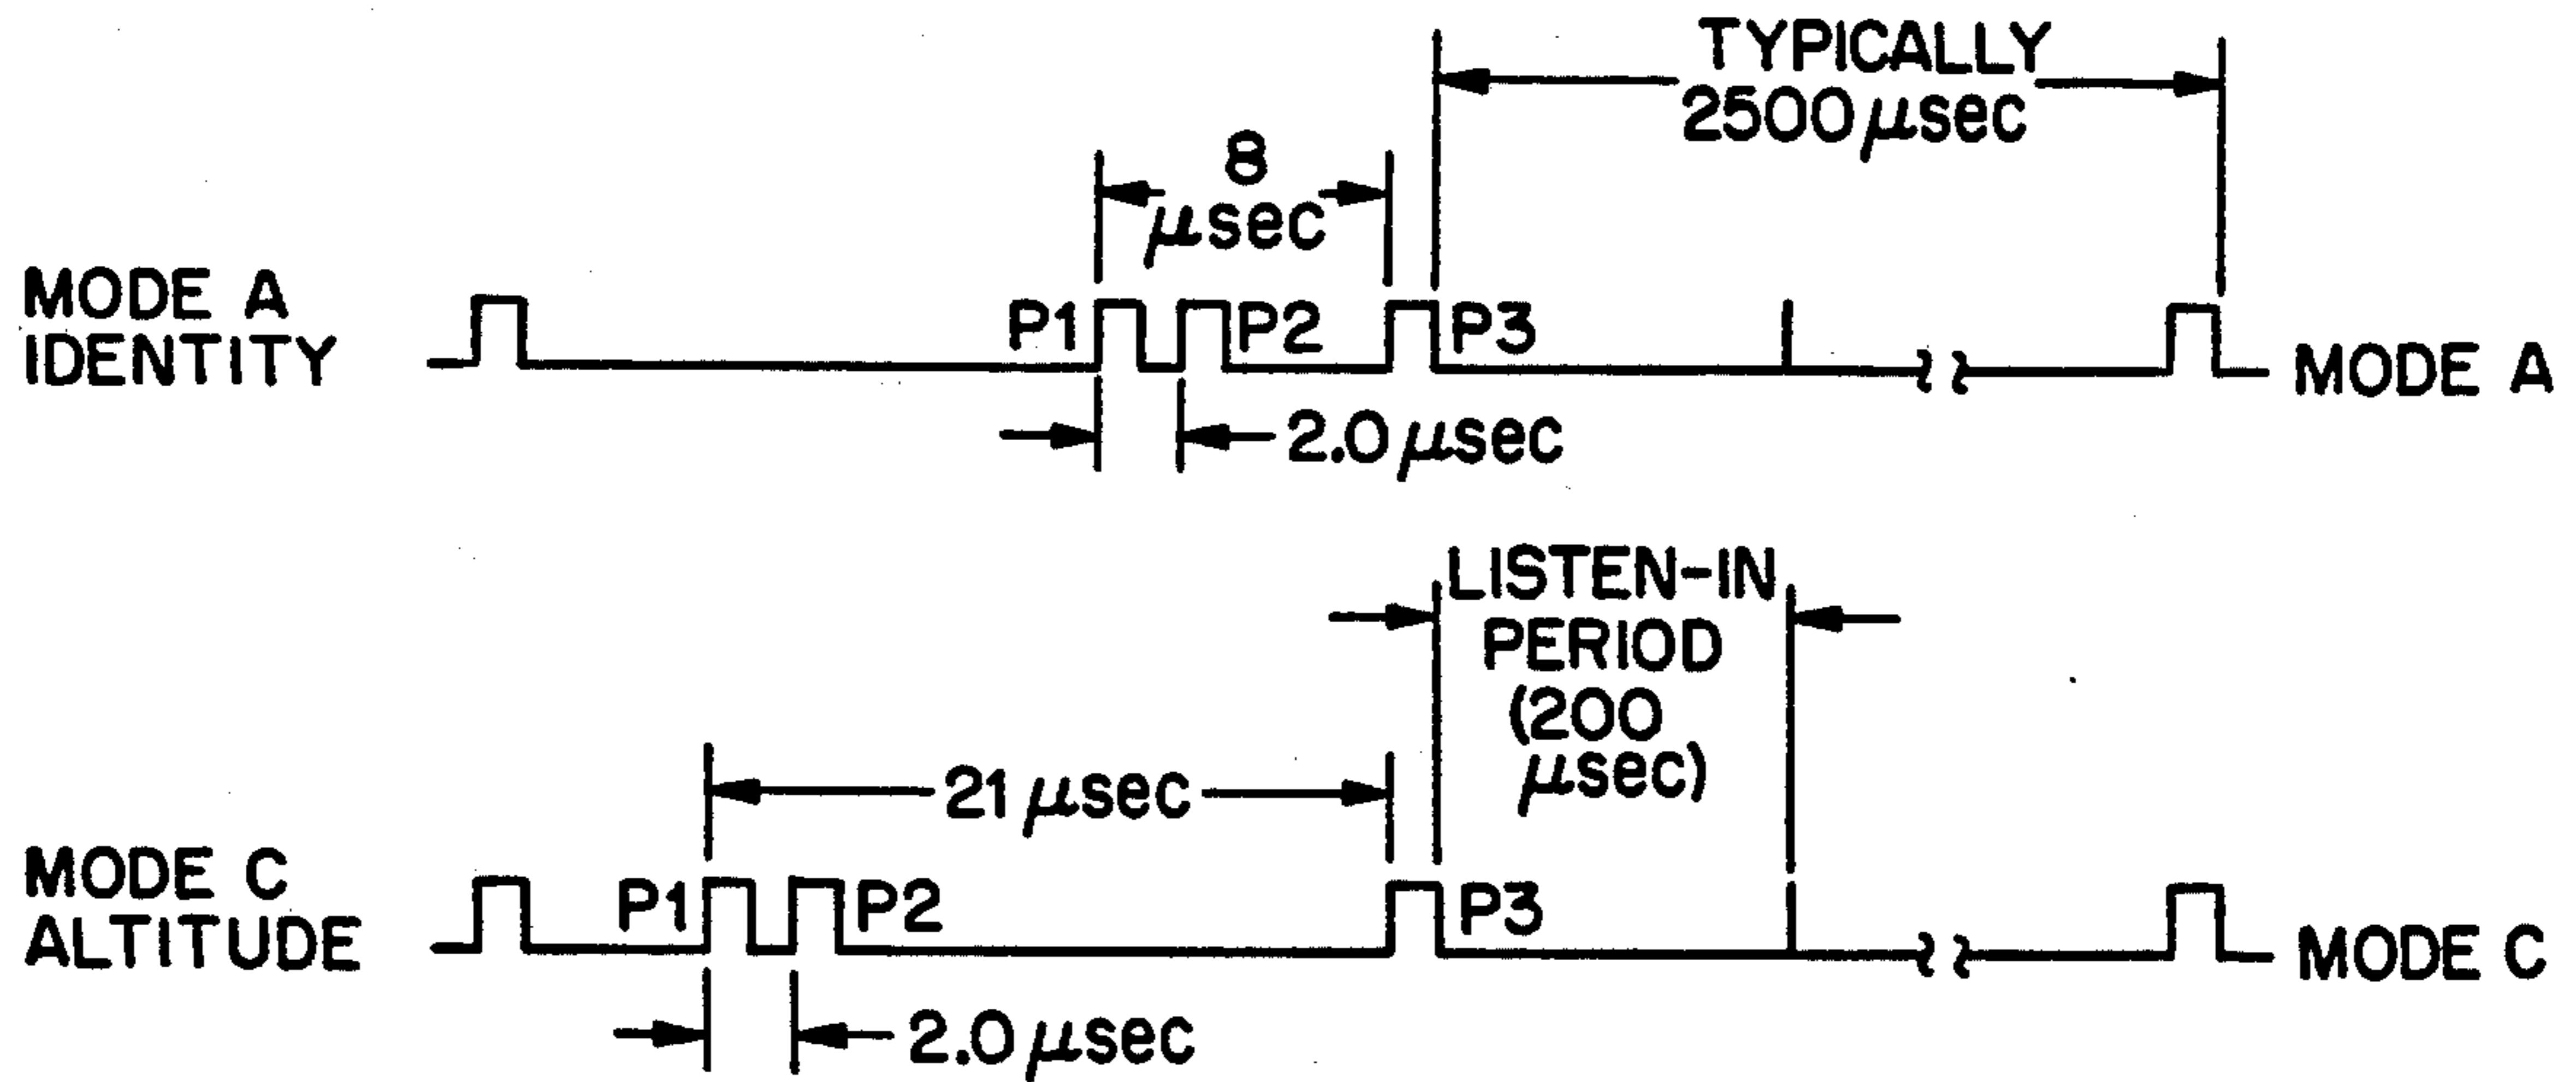 TYPICALLY
2500 μsec
8
μsec
MODE A
IDENTITY
P1
P2
P3
MODE A
2.0 μsec
LISTEN-IN
PERIOD
(200
μsec)
21 μsec
MODE C
ALTITUDE
P1
P2
P3
MODE C
2.0 μsec